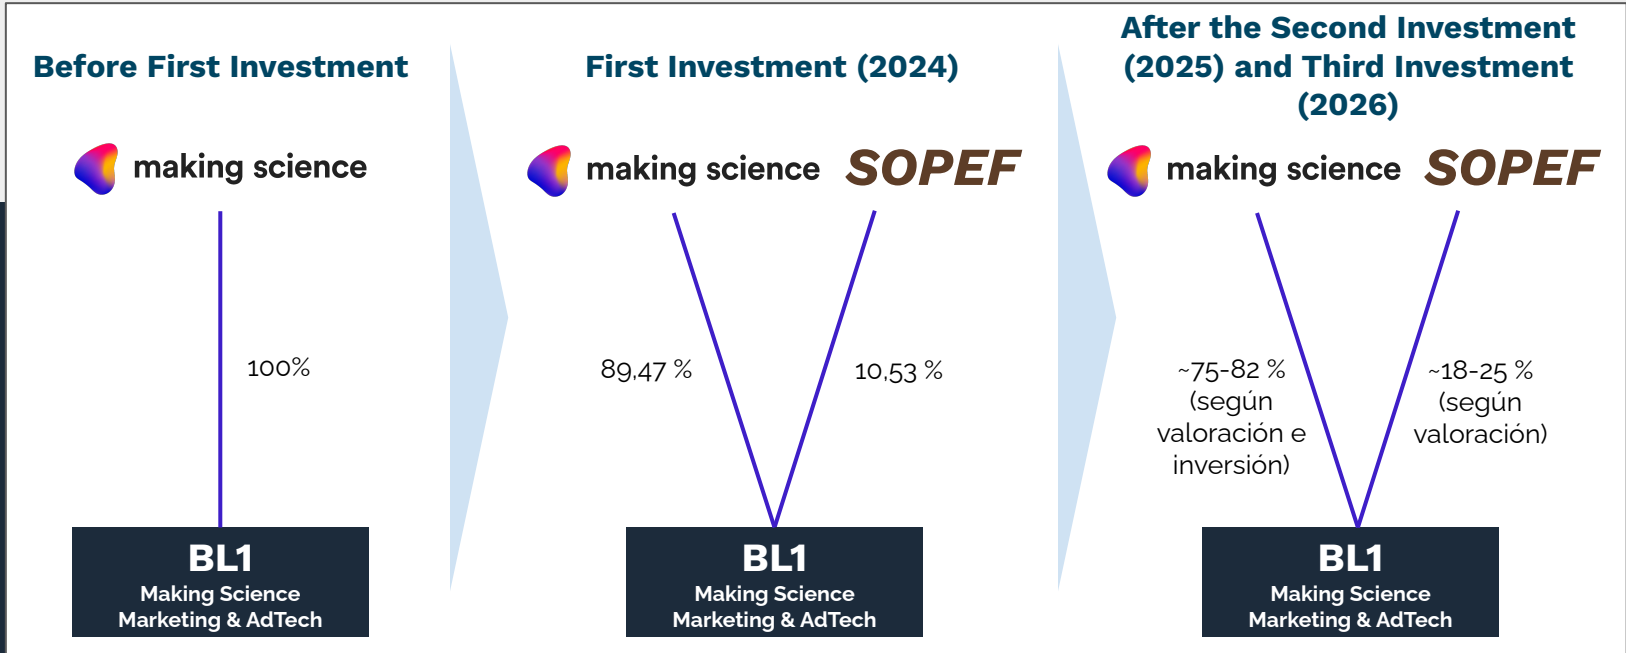 Before First Investment
making science
100%
BL1
Making Science
Marketing & AdTech
First Investment (2024)
making science
SOPEF
89,47 %
10,53 %
BL1
Making Science
Marketing & AdTech
After the Second Investment
(2025) and Third Investment
(2026)
making science
SOPEF
~75-82 %
(según
valoración e
inversión)
~18-25 %
(según
valoración)
BL1
Making Science
Marketing & AdTech